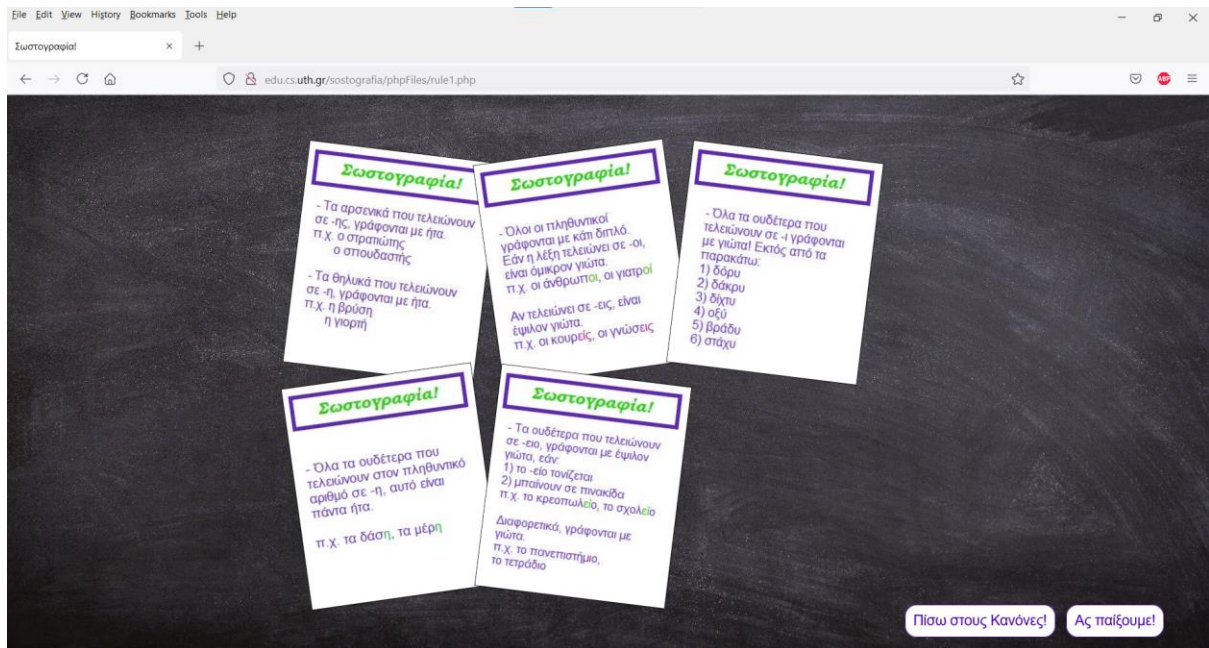 File Edit View History Bookmarks Tools Help
Σωστογραφία!
edu.cs.uth.gr/sostografia/phpFiles/rule1.php
ABP
Σωστογραφία!
- Τα αρσενικά που τελειώνουν
σε -ης, γράφονται με ήτα.
π.χ. ο στρατιώτης
ο σπουδαστής
- Τα θηλυκά που τελειώνουν
σε -η, γράφονται με ήτα.
π.χ. η βρύση
η γιορτή
Σωστογραφία!
- Όλοι οι πληθυντικοί
γράφονται με κάτι διπλό.
Εάν η λέξη τελειώνει σε -οι,
είναι όμικρον γιώτα.
π.χ. οι άνθρωποι, οι γιατροί
Αν τελειώνει σε -εις, είναι
έψιλον γιώτα.
π.χ. οι κουρείς, οι γνώσεις
Σωστογραφία!
- Όλα τα ουδέτερα που
τελειώνουν σε -ι γράφονται
με γιώτα! Εκτός από τα
παρακάτω:
1) δόρυ
2) δάκρυ
3) δίχτυ
4) οξύ
5) βράδυ
6) στάχυ
Σωστογραφία!
- Όλα τα ουδέτερα που
τελειώνουν στον πληθυντικό
αριθμό σε -η, αυτό είναι
πάντα ήτα.
π.χ. τα δάση, τα μέρη
Σωστογραφία!
- Τα ουδέτερα που τελειώνουν
σε -ειο, γράφονται με έψιλον
γιώτα, εάν:
1) το -είο τονίζεται
2) μπαίνουν σε πινακίδα
π.χ. το κρεοπωλείο, το σχολείο
Διαφορετικά, γράφονται με
γιώτα.
π.χ. το πανεπιστήμιο,
το τετράδιο
Πίσω στους Κανόνες! Ας παίξουμε!